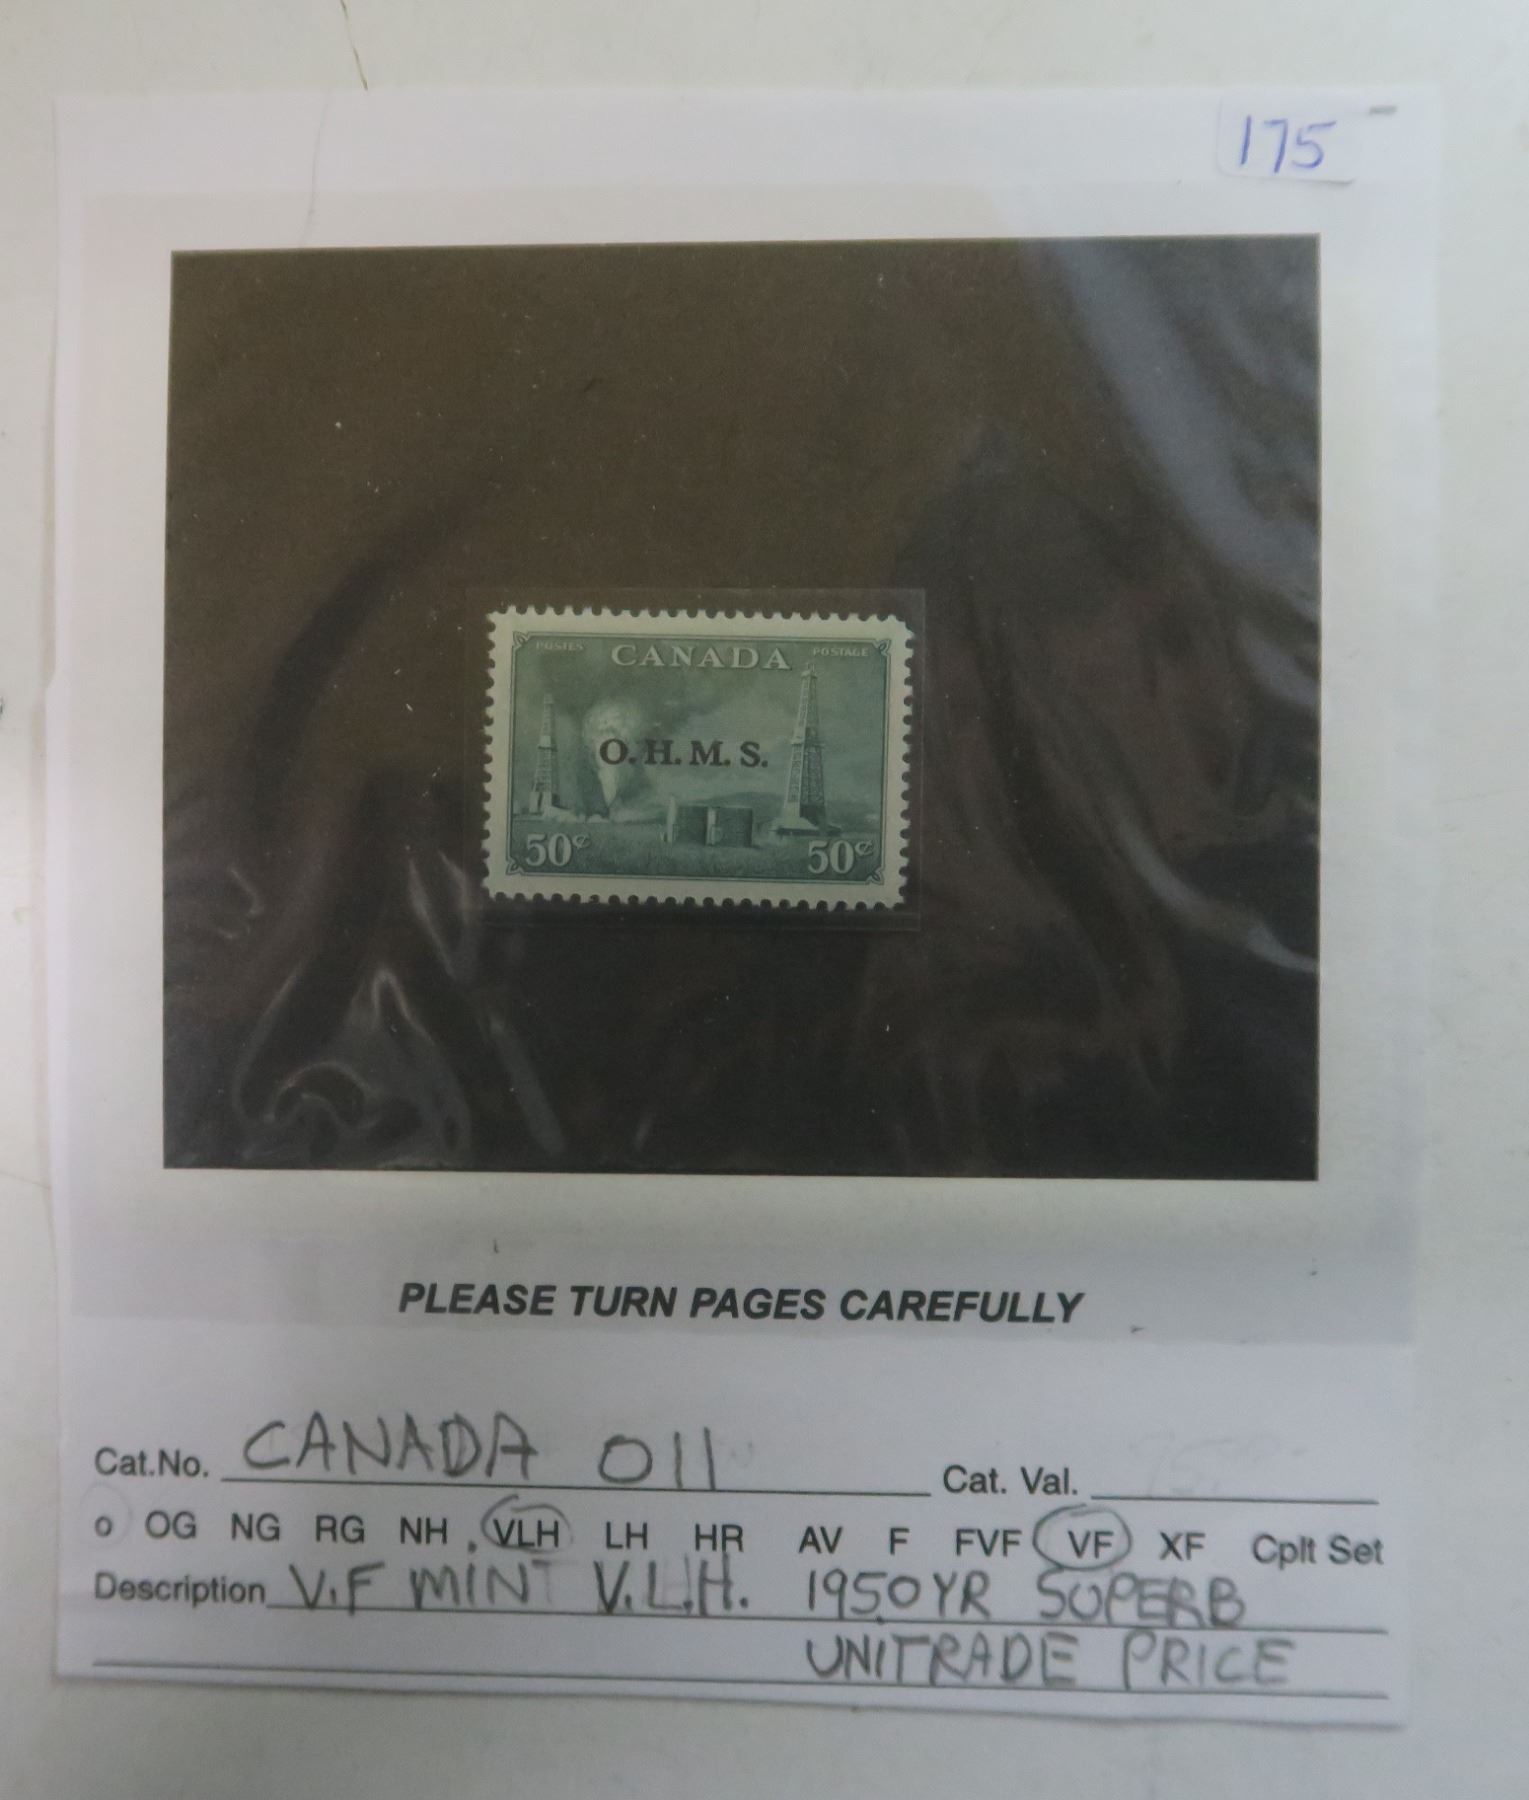 175
POSTES CANADA POSTAGE
O.H.M.S.
50¢ 50¢
PLEASE TURN PAGES CAREFULLY
Cat.No. CANADA O11 Cat. Val.
o OG NG RG NH VLH LH HR AV F FVF VF XF Cplt Set
Description V.F MINT V.L.H. 1950YR SUPERB
UNITRADE PRICE